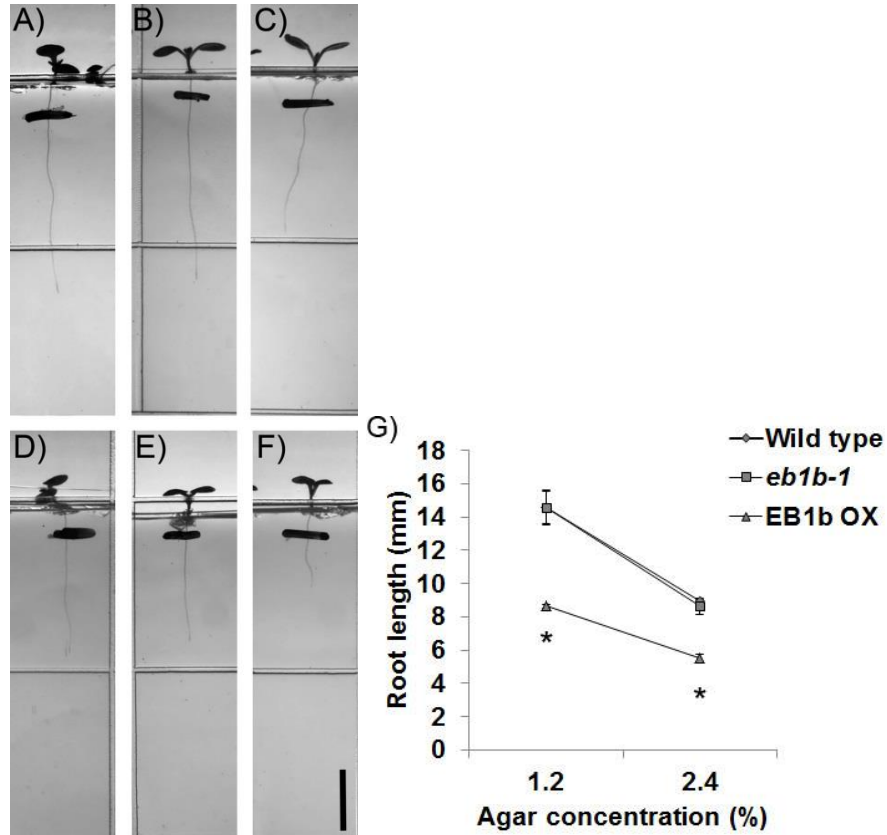 A)
B)
C)
D)
E)
F)
G)
18
16
14
12
10
8
6
4
2
0
Root length (mm)
*
*
1.2
2.4
Agar concentration (%)
Wild type
eb1b-1
EB1b OX